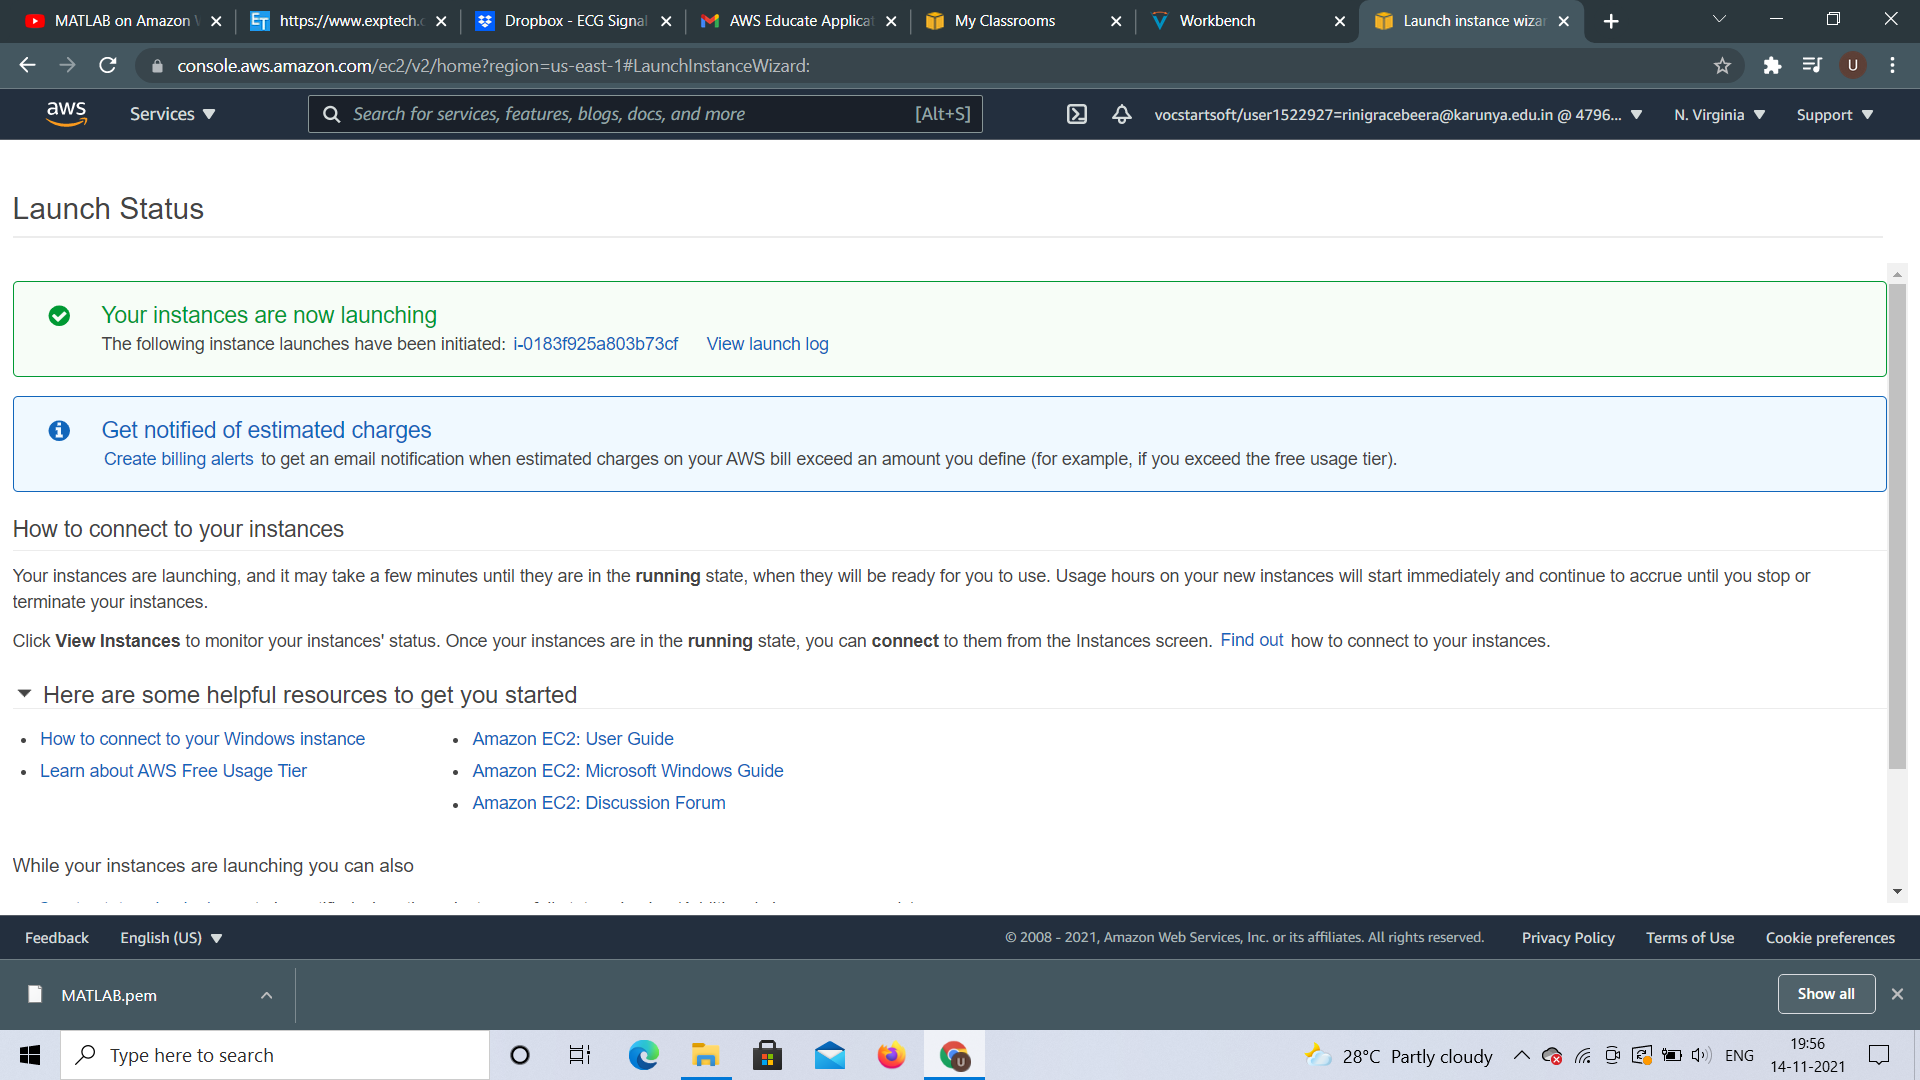 MATLAB on Amazon
https://www.exptech.c
Dropbox - ECG Signal
AWS Educate Applicat
My Classrooms
Workbench
Launch instance wizar
console.aws.amazon.com/ec2/v2/home?region=us-east-1#LaunchInstanceWizard:
U
aws
Services
Search for services, features, blogs, docs, and more
[Alt+S]
vocstartsoft/user1522927=rinigracebeera@karunya.edu.in @ 4796...
N. Virginia
Support
Launch Status
Your instances are now launching
The following instance launches have been initiated: i-0183f925a803b73cf View launch log
Get notified of estimated charges
Create billing alerts to get an email notification when estimated charges on your AWS bill exceed an amount you define (for example, if you exceed the free usage tier).
How to connect to your instances
Your instances are launching, and it may take a few minutes until they are in the running state, when they will be ready for you to use. Usage hours on your new instances will start immediately and continue to accrue until you stop or
terminate your instances.
Click View Instances to monitor your instances' status. Once your instances are in the running state, you can connect to them from the Instances screen. Find out how to connect to your instances.
Here are some helpful resources to get you started
How to connect to your Windows instance
Learn about AWS Free Usage Tier
Amazon EC2: User Guide
Amazon EC2: Microsoft Windows Guide
Amazon EC2: Discussion Forum
While your instances are launching you can also
Feedback
English (US)
© 2008 - 2021, Amazon Web Services, Inc. or its affiliates. All rights reserved.
Privacy Policy
Terms of Use
Cookie preferences
MATLAB.pem
Show all
Type here to search
28°C Partly cloudy
ENG
19:56
14-11-2021